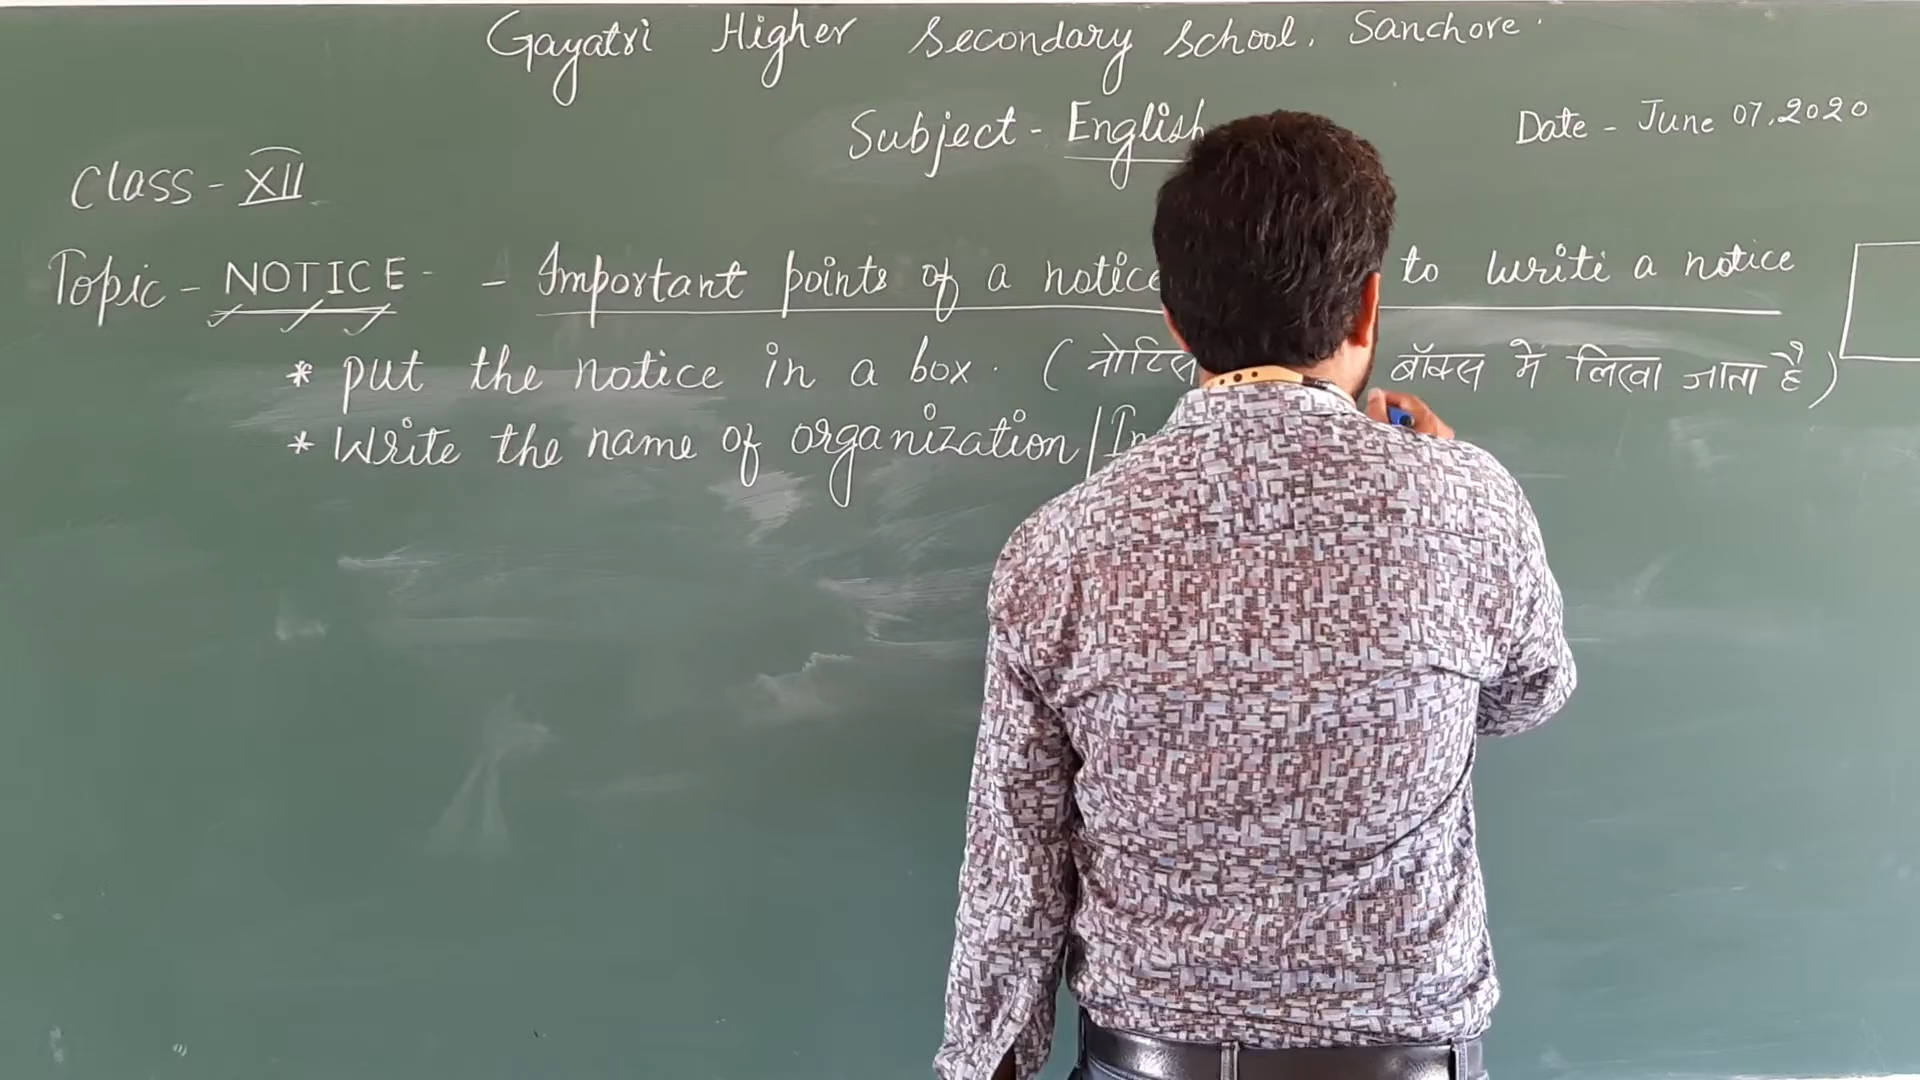 Gayatri Higher Secondary School, Sanchore.
Subject - English
Date - June 07, 2020
Class - XII
Topic - NOTICE - Important points of a notice to write a notice
* put the notice in a box. ( नोटिस बॉक्स में लिखा जाता है )
* Write the name of organization/